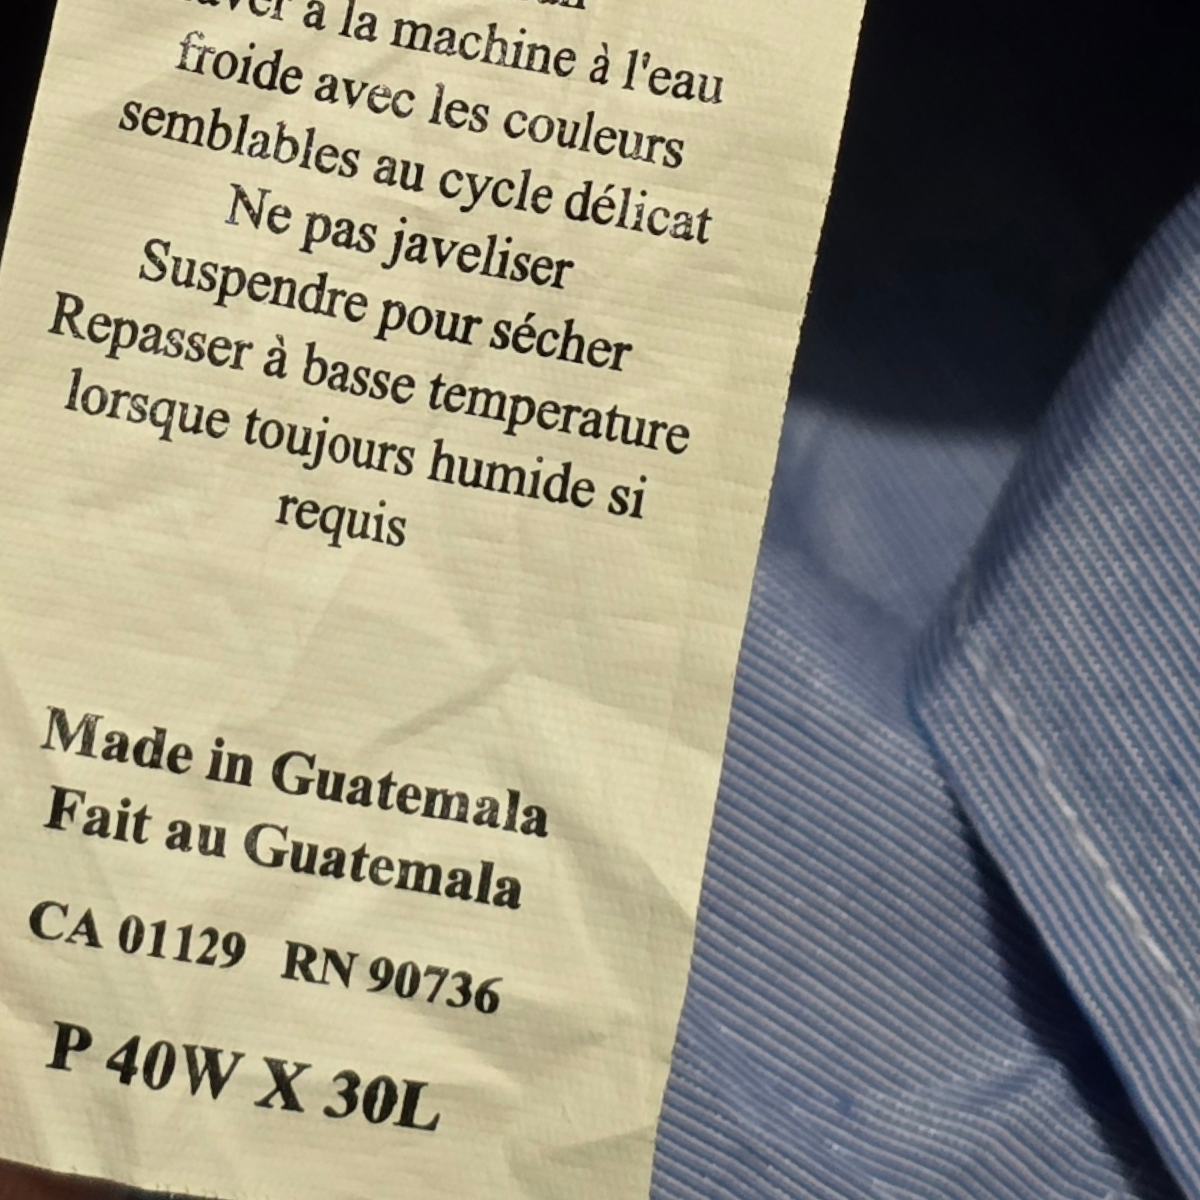 à la machine à l'eau
froide avec les couleurs
semblables au cycle délicat
Ne pas javeliser
Suspendre pour sécher
Repasser à basse temperature
lorsque toujours humide si
requis
Made in Guatemala
Fait au Guatemala
CA 01129 RN 90736
P 40W X 30L